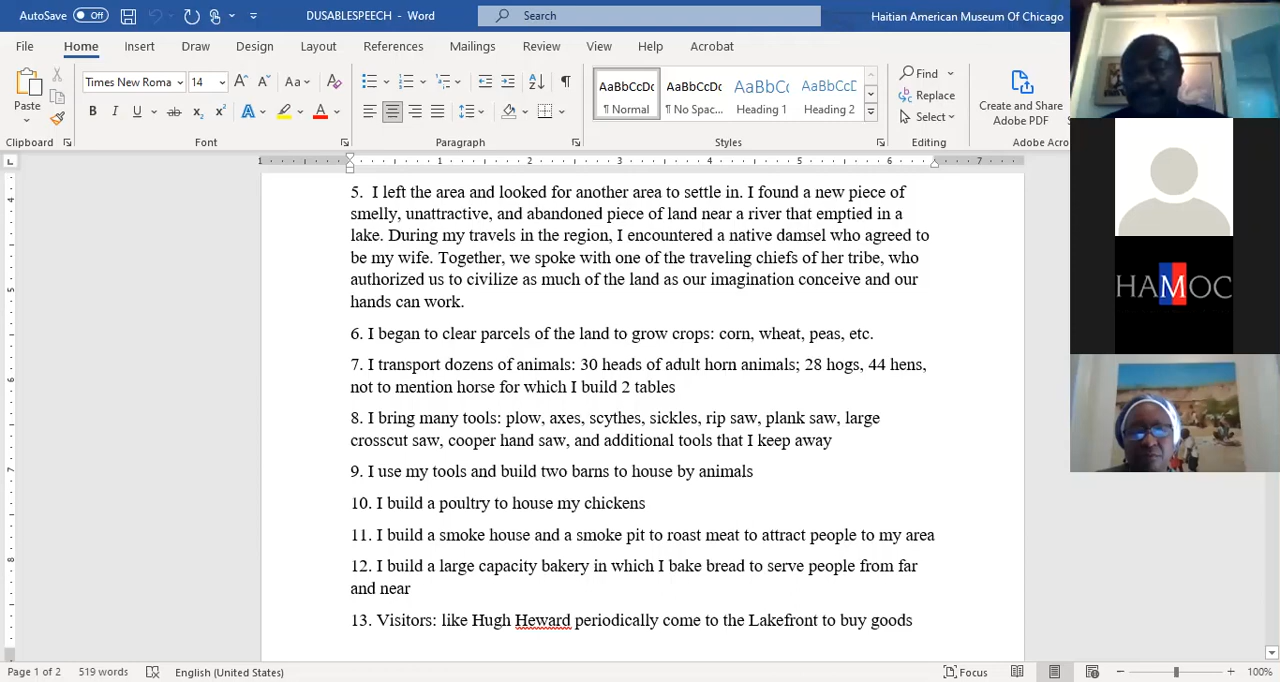 AutoSave Off DUSABLESPEECH - Word Search Haitian American Museum Of Chicago
File Home Insert Draw Design Layout References Mailings Review View Help Acrobat
Times New Roma 14 Aa AaBbCcDc AaBbCcDc AaBbCc AaBbCcD Find
Paste B I U ab x₂ x² A A ¶ Normal ¶ No Spac... Heading 1 Heading 2 Replace Create and Share
Select Adobe PDF
Clipboard Font Paragraph Styles Editing Adobe Acro
1 1 2 3 4 5 6 7
5. I left the area and looked for another area to settle in. I found a new piece of
smelly, unattractive, and abandoned piece of land near a river that emptied in a
lake. During my travels in the region, I encountered a native damsel who agreed to
be my wife. Together, we spoke with one of the traveling chiefs of her tribe, who
authorized us to civilize as much of the land as our imagination conceive and our
hands can work.
6. I began to clear parcels of the land to grow crops: corn, wheat, peas, etc.
7. I transport dozens of animals: 30 heads of adult horn animals; 28 hogs, 44 hens,
not to mention horse for which I build 2 tables
8. I bring many tools: plow, axes, scythes, sickles, rip saw, plank saw, large
crosscut saw, cooper hand saw, and additional tools that I keep away
9. I use my tools and build two barns to house by animals
10. I build a poultry to house my chickens
11. I build a smoke house and a smoke pit to roast meat to attract people to my area
12. I build a large capacity bakery in which I bake bread to serve people from far
and near
13. Visitors: like Hugh Heward periodically come to the Lakefront to buy goods
HAMOC
Page 1 of 2 519 words English (United States) Focus 100%